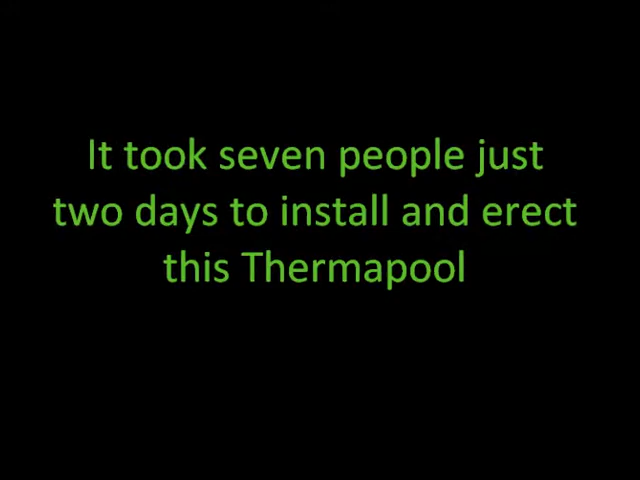 It took seven people just
two days to install and erect
this Thermapool